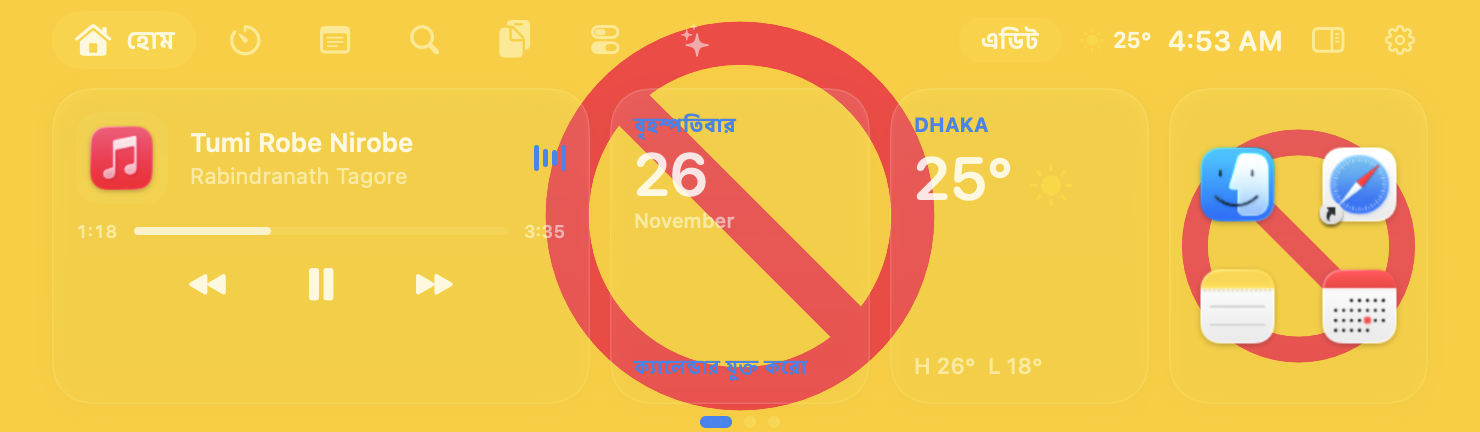 হোম
এডিট
25°
4:53 AM
Tumi Robe Nirobe
Rabindranath Tagore
1:18
3:35
বৃহস্পতিবার
26
November
ক্যালেন্ডার যুক্ত করো
DHAKA
25°
H 26° L 18°